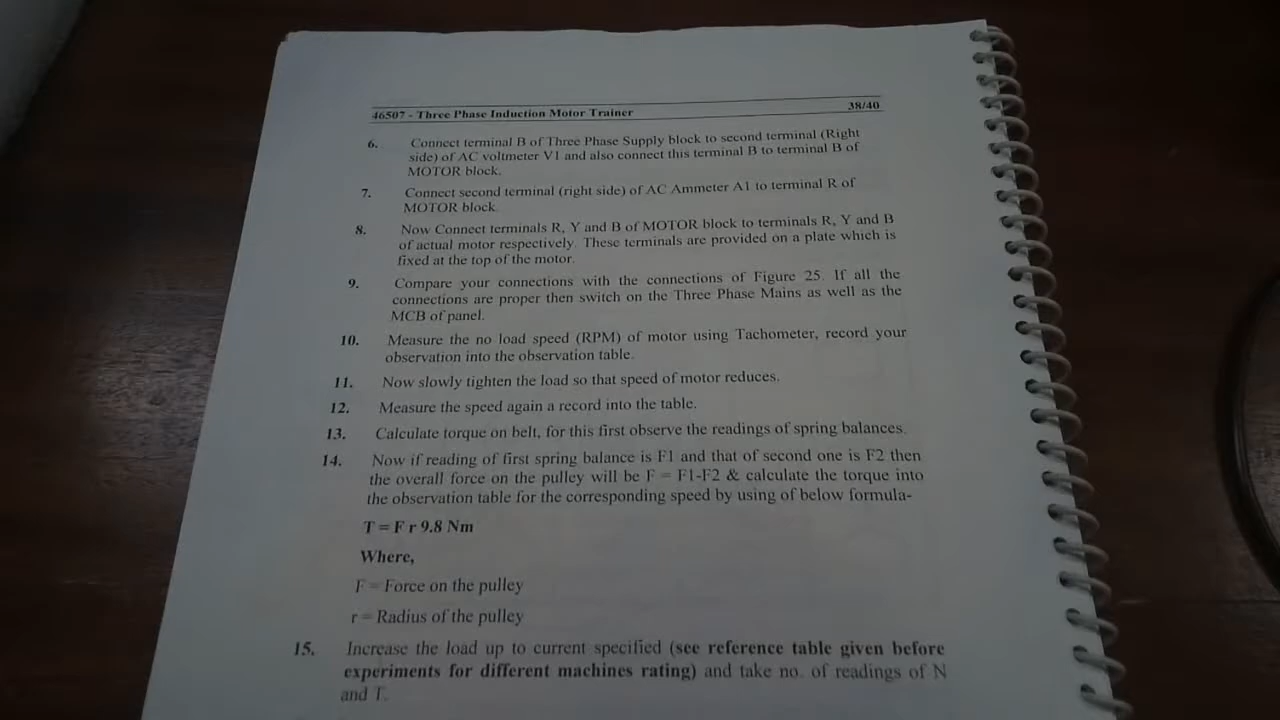 46507 - Three Phase Induction Motor Trainer 38/40
6. Connect terminal B of Three Phase Supply block to second terminal (Right
side) of AC voltmeter V1 and also connect this terminal B to terminal B of
MOTOR block.
7. Connect second terminal (right side) of AC Ammeter A1 to terminal R of
MOTOR block.
8. Now Connect terminals R, Y and B of MOTOR block to terminals R, Y and B
of actual motor respectively. These terminals are provided on a plate which is
fixed at the top of the motor.
9. Compare your connections with the connections of Figure 25. If all the
connections are proper then switch on the Three Phase Mains as well as the
MCB of panel.
10. Measure the no load speed (RPM) of motor using Tachometer, record your
observation into the observation table.
11. Now slowly tighten the load so that speed of motor reduces.
12. Measure the speed again a record into the table.
13. Calculate torque on belt, for this first observe the readings of spring balances.
14. Now if reading of first spring balance is F1 and that of second one is F2 then
the overall force on the pulley will be F = F1-F2 & calculate the torque into
the observation table for the corresponding speed by using of below formula-
T = F r 9.8 Nm
Where,
F = Force on the pulley
r = Radius of the pulley
15. Increase the load up to current specified (see reference table given before
experiments for different machines rating) and take no. of readings of N
and T.